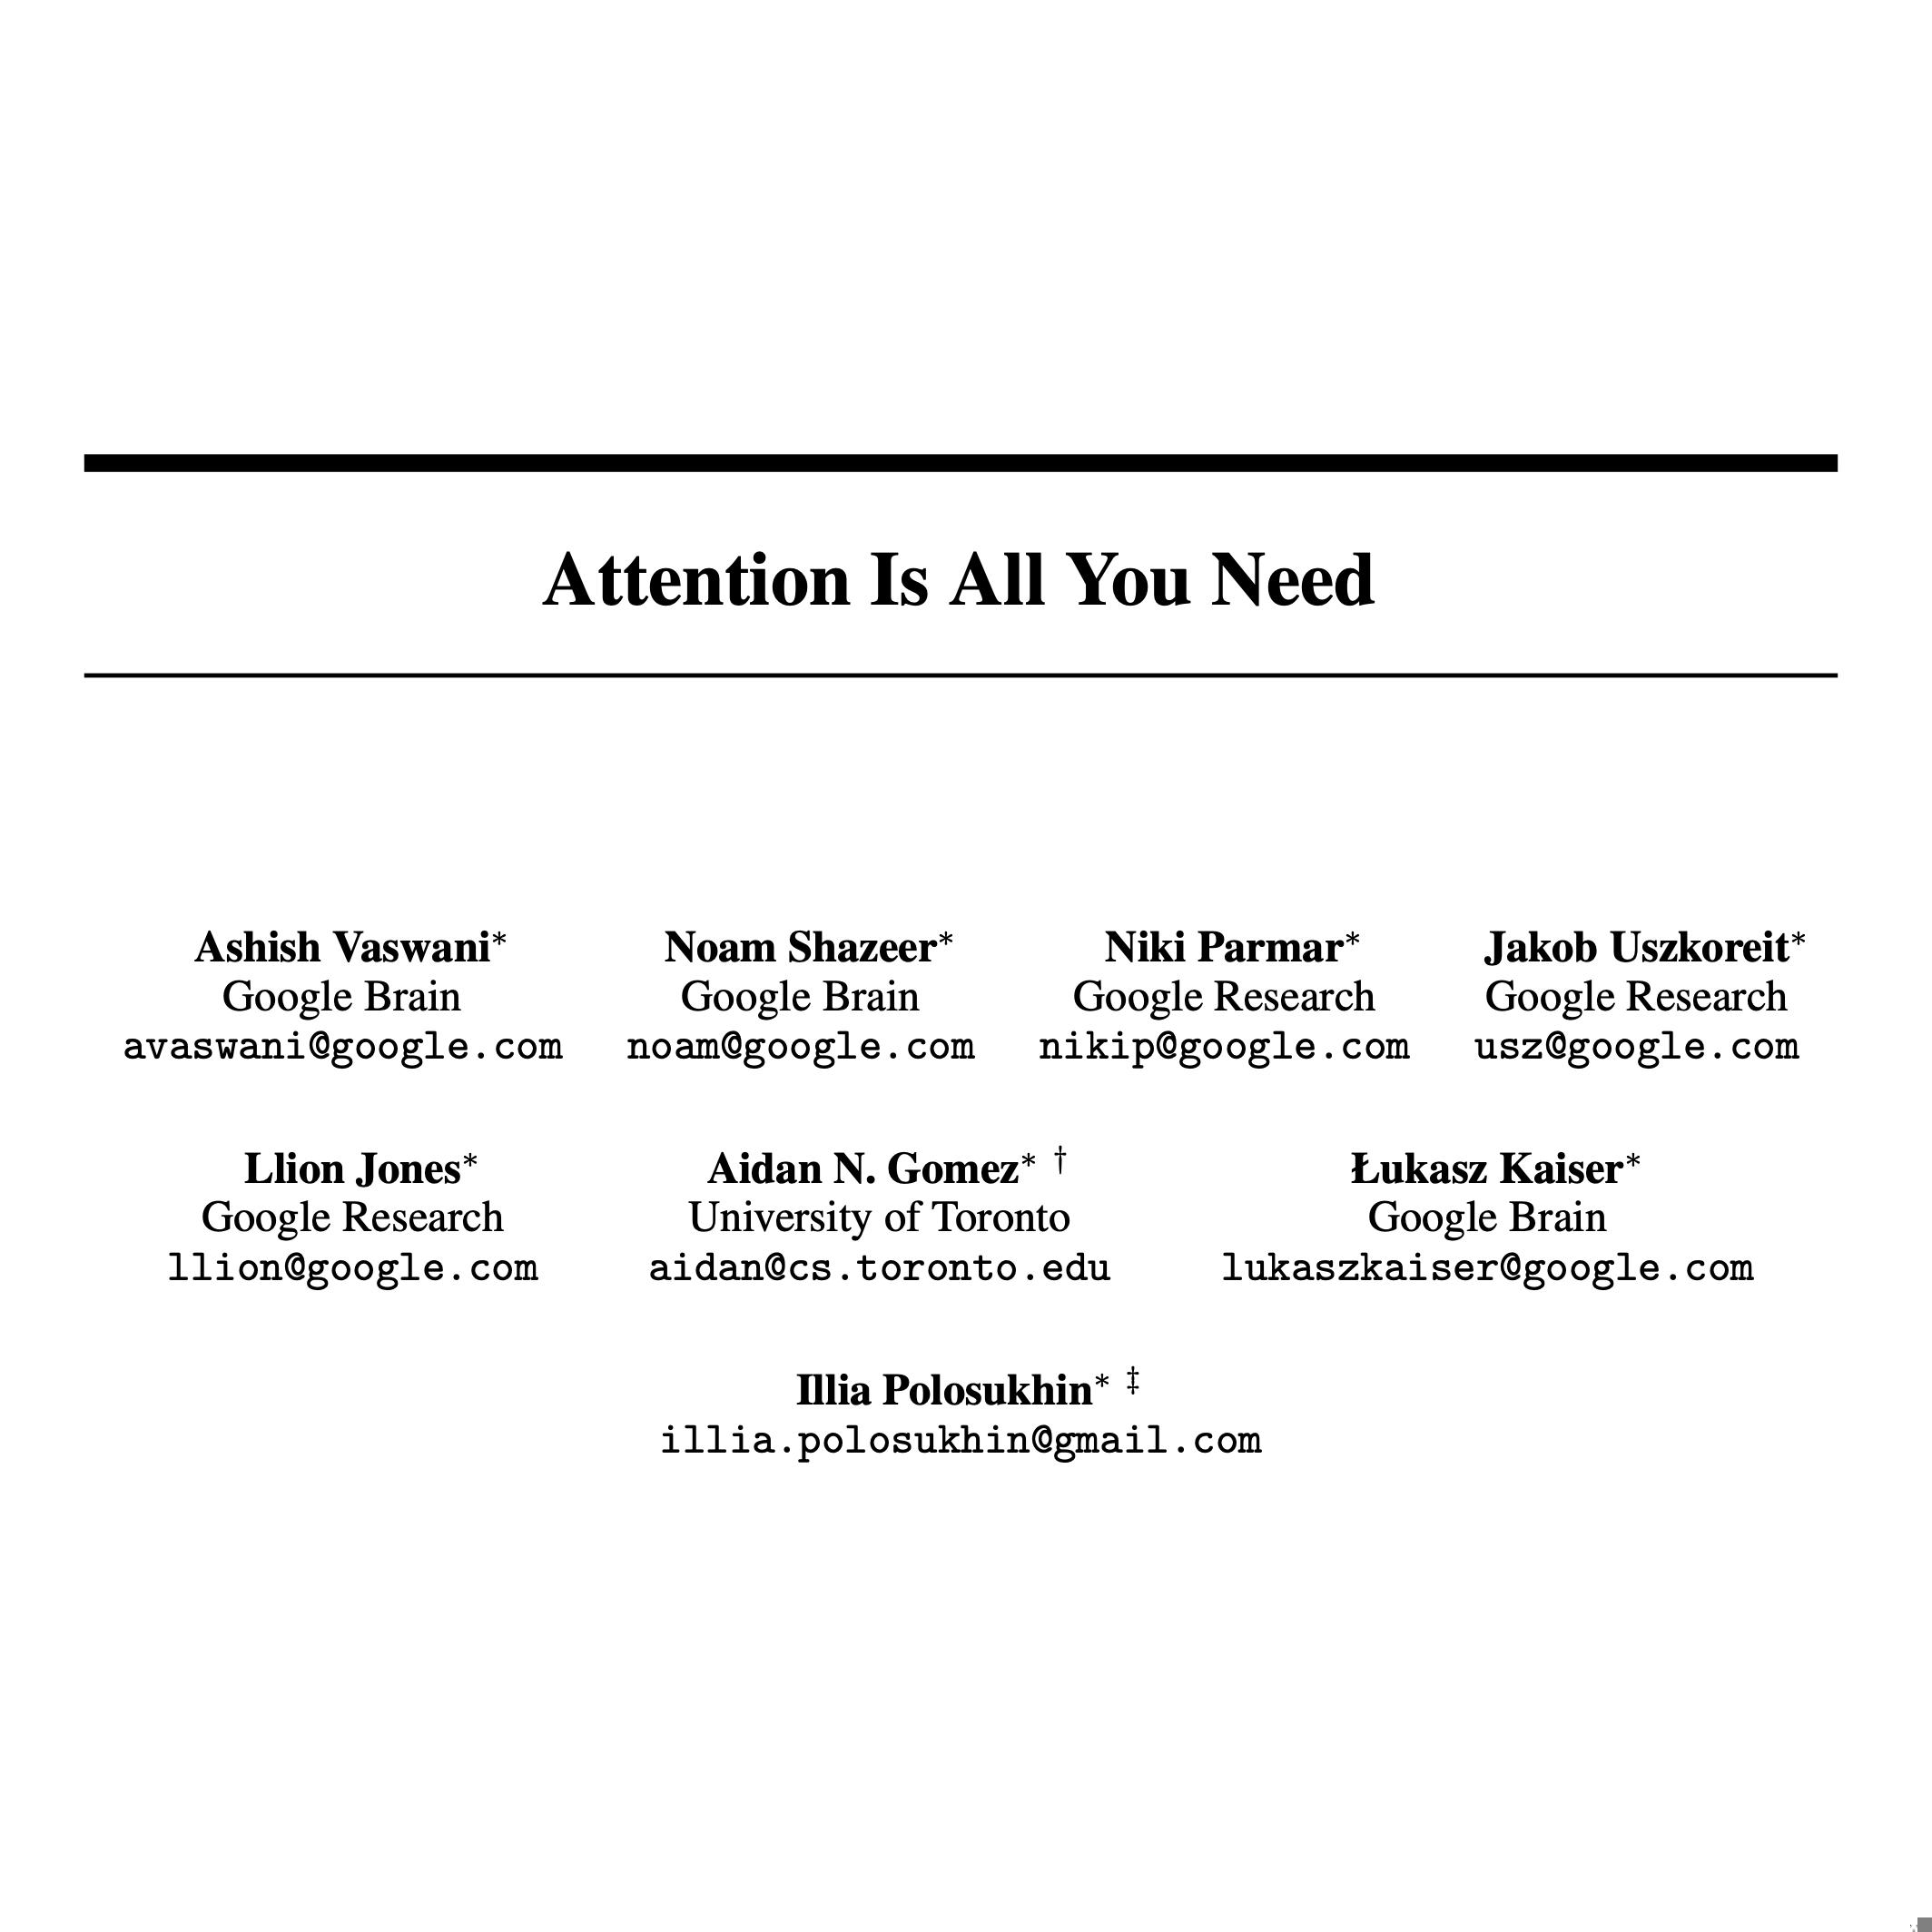 Attention Is All You Need
Ashish Vaswani* Noam Shazeer* Niki Parmar* Jakob Uszkoreit*
Google Brain Google Brain Google Research Google Research
avaswani@google.com noam@google.com nikip@google.com usz@google.com
Llion Jones* Aidan N. Gomez* † Łukasz Kaiser*
Google Research University of Toronto Google Brain
llion@google.com aidan@cs.toronto.edu lukaszkaiser@google.com
Illia Polosukhin* ‡
illia.polosukhin@gmail.com